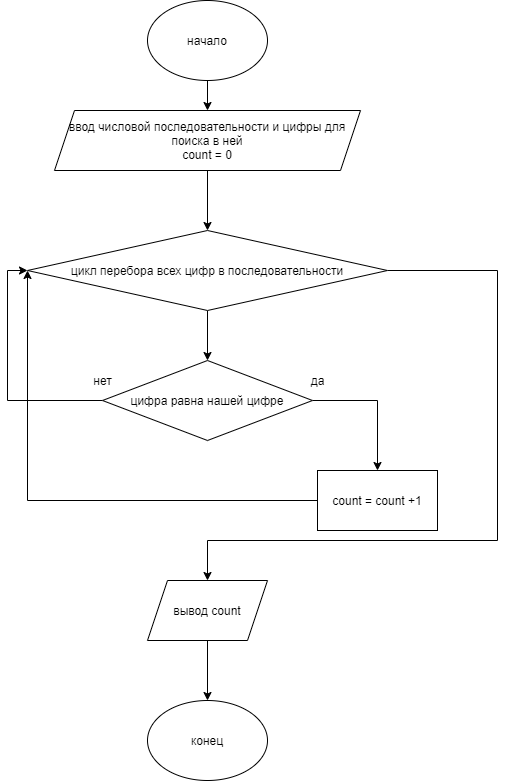 начало
ввод числовой последовательности и цифры для
поиска в ней
count = 0
цикл перебора всех цифр в последовательности
нет
да
цифра равна нашей цифре
count = count +1
вывод count
конец